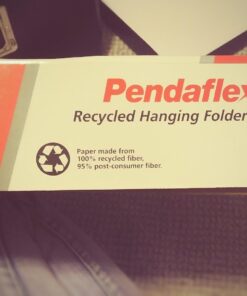 Pendaflex
Recycled Hanging Folder
Paper made from
100% recycled fiber,
95% post-consumer fiber.